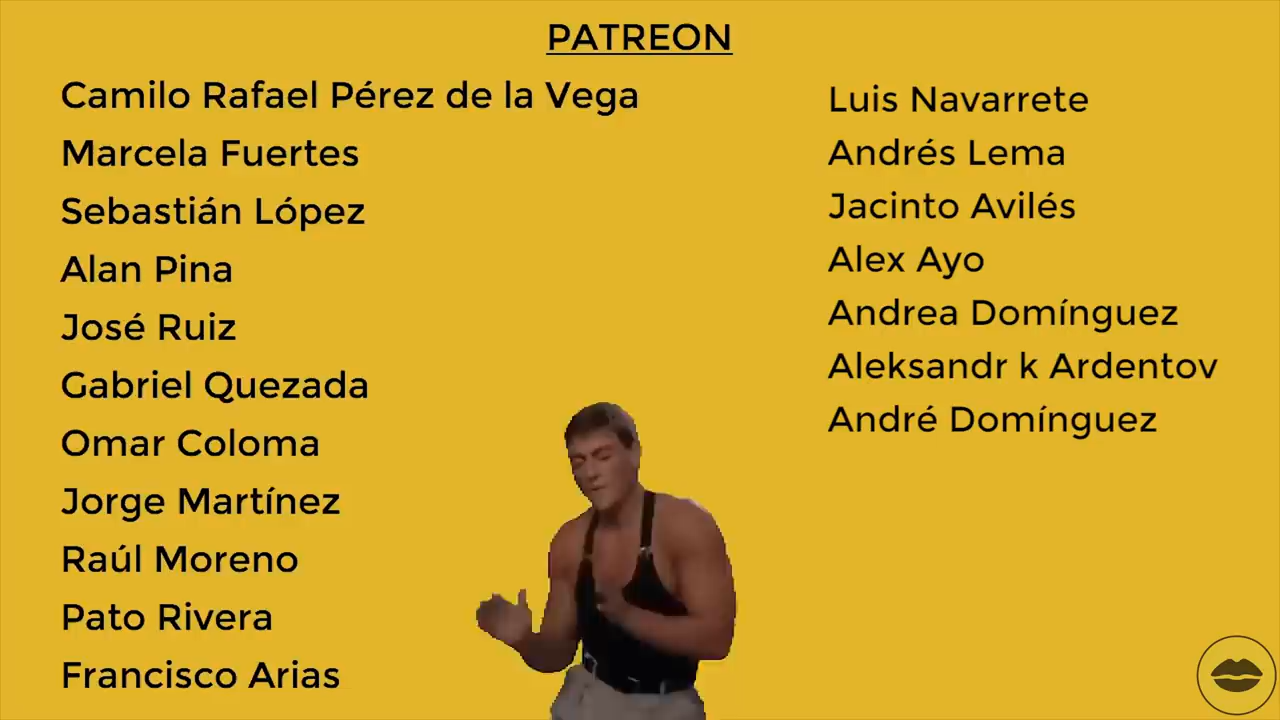 PATREON
Camilo Rafael Pérez de la Vega
Marcela Fuertes
Sebastián López
Alan Pina
José Ruiz
Gabriel Quezada
Omar Coloma
Jorge Martínez
Raúl Moreno
Pato Rivera
Francisco Arias
Luis Navarrete
Andrés Lema
Jacinto Avilés
Alex Ayo
Andrea Domínguez
Aleksandr k Ardentov
André Domínguez